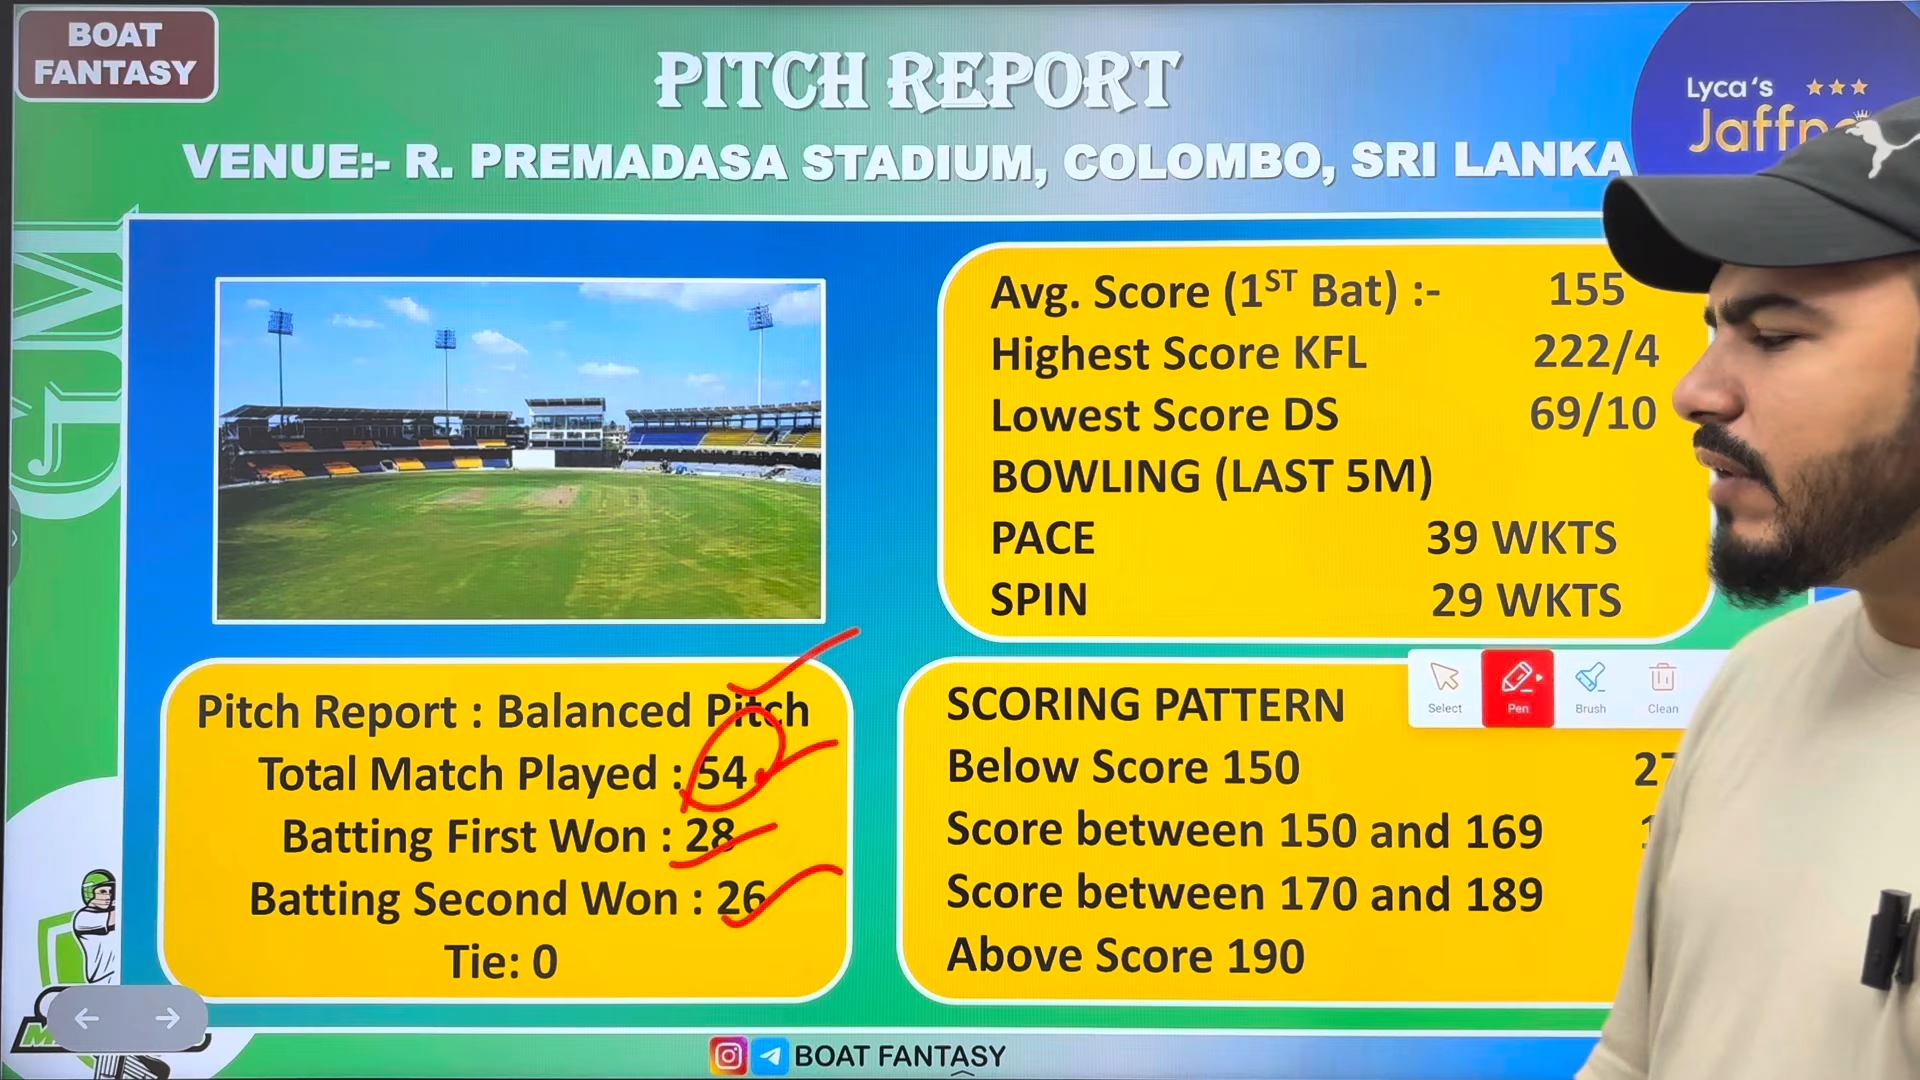 BOAT
FANTASY
PITCH REPORT
VENUE:- R. PREMADASA STADIUM, COLOMBO, SRI LANKA
Lyca's
GM
Avg. Score (1ST Bat) :- 155
Highest Score KFL 222/4
Lowest Score DS 69/10
BOWLING (LAST 5M)
PACE 39 WKTS
SPIN 29 WKTS
Pitch Report : Balanced Pitch
Total Match Played : 54
Batting First Won : 28
Batting Second Won : 26
Tie: 0
Select
Pen
Brush
Clean
SCORING PATTERN
Below Score 150 27
Score between 150 and 169
Score between 170 and 189
Above Score 190
BOAT FANTASY